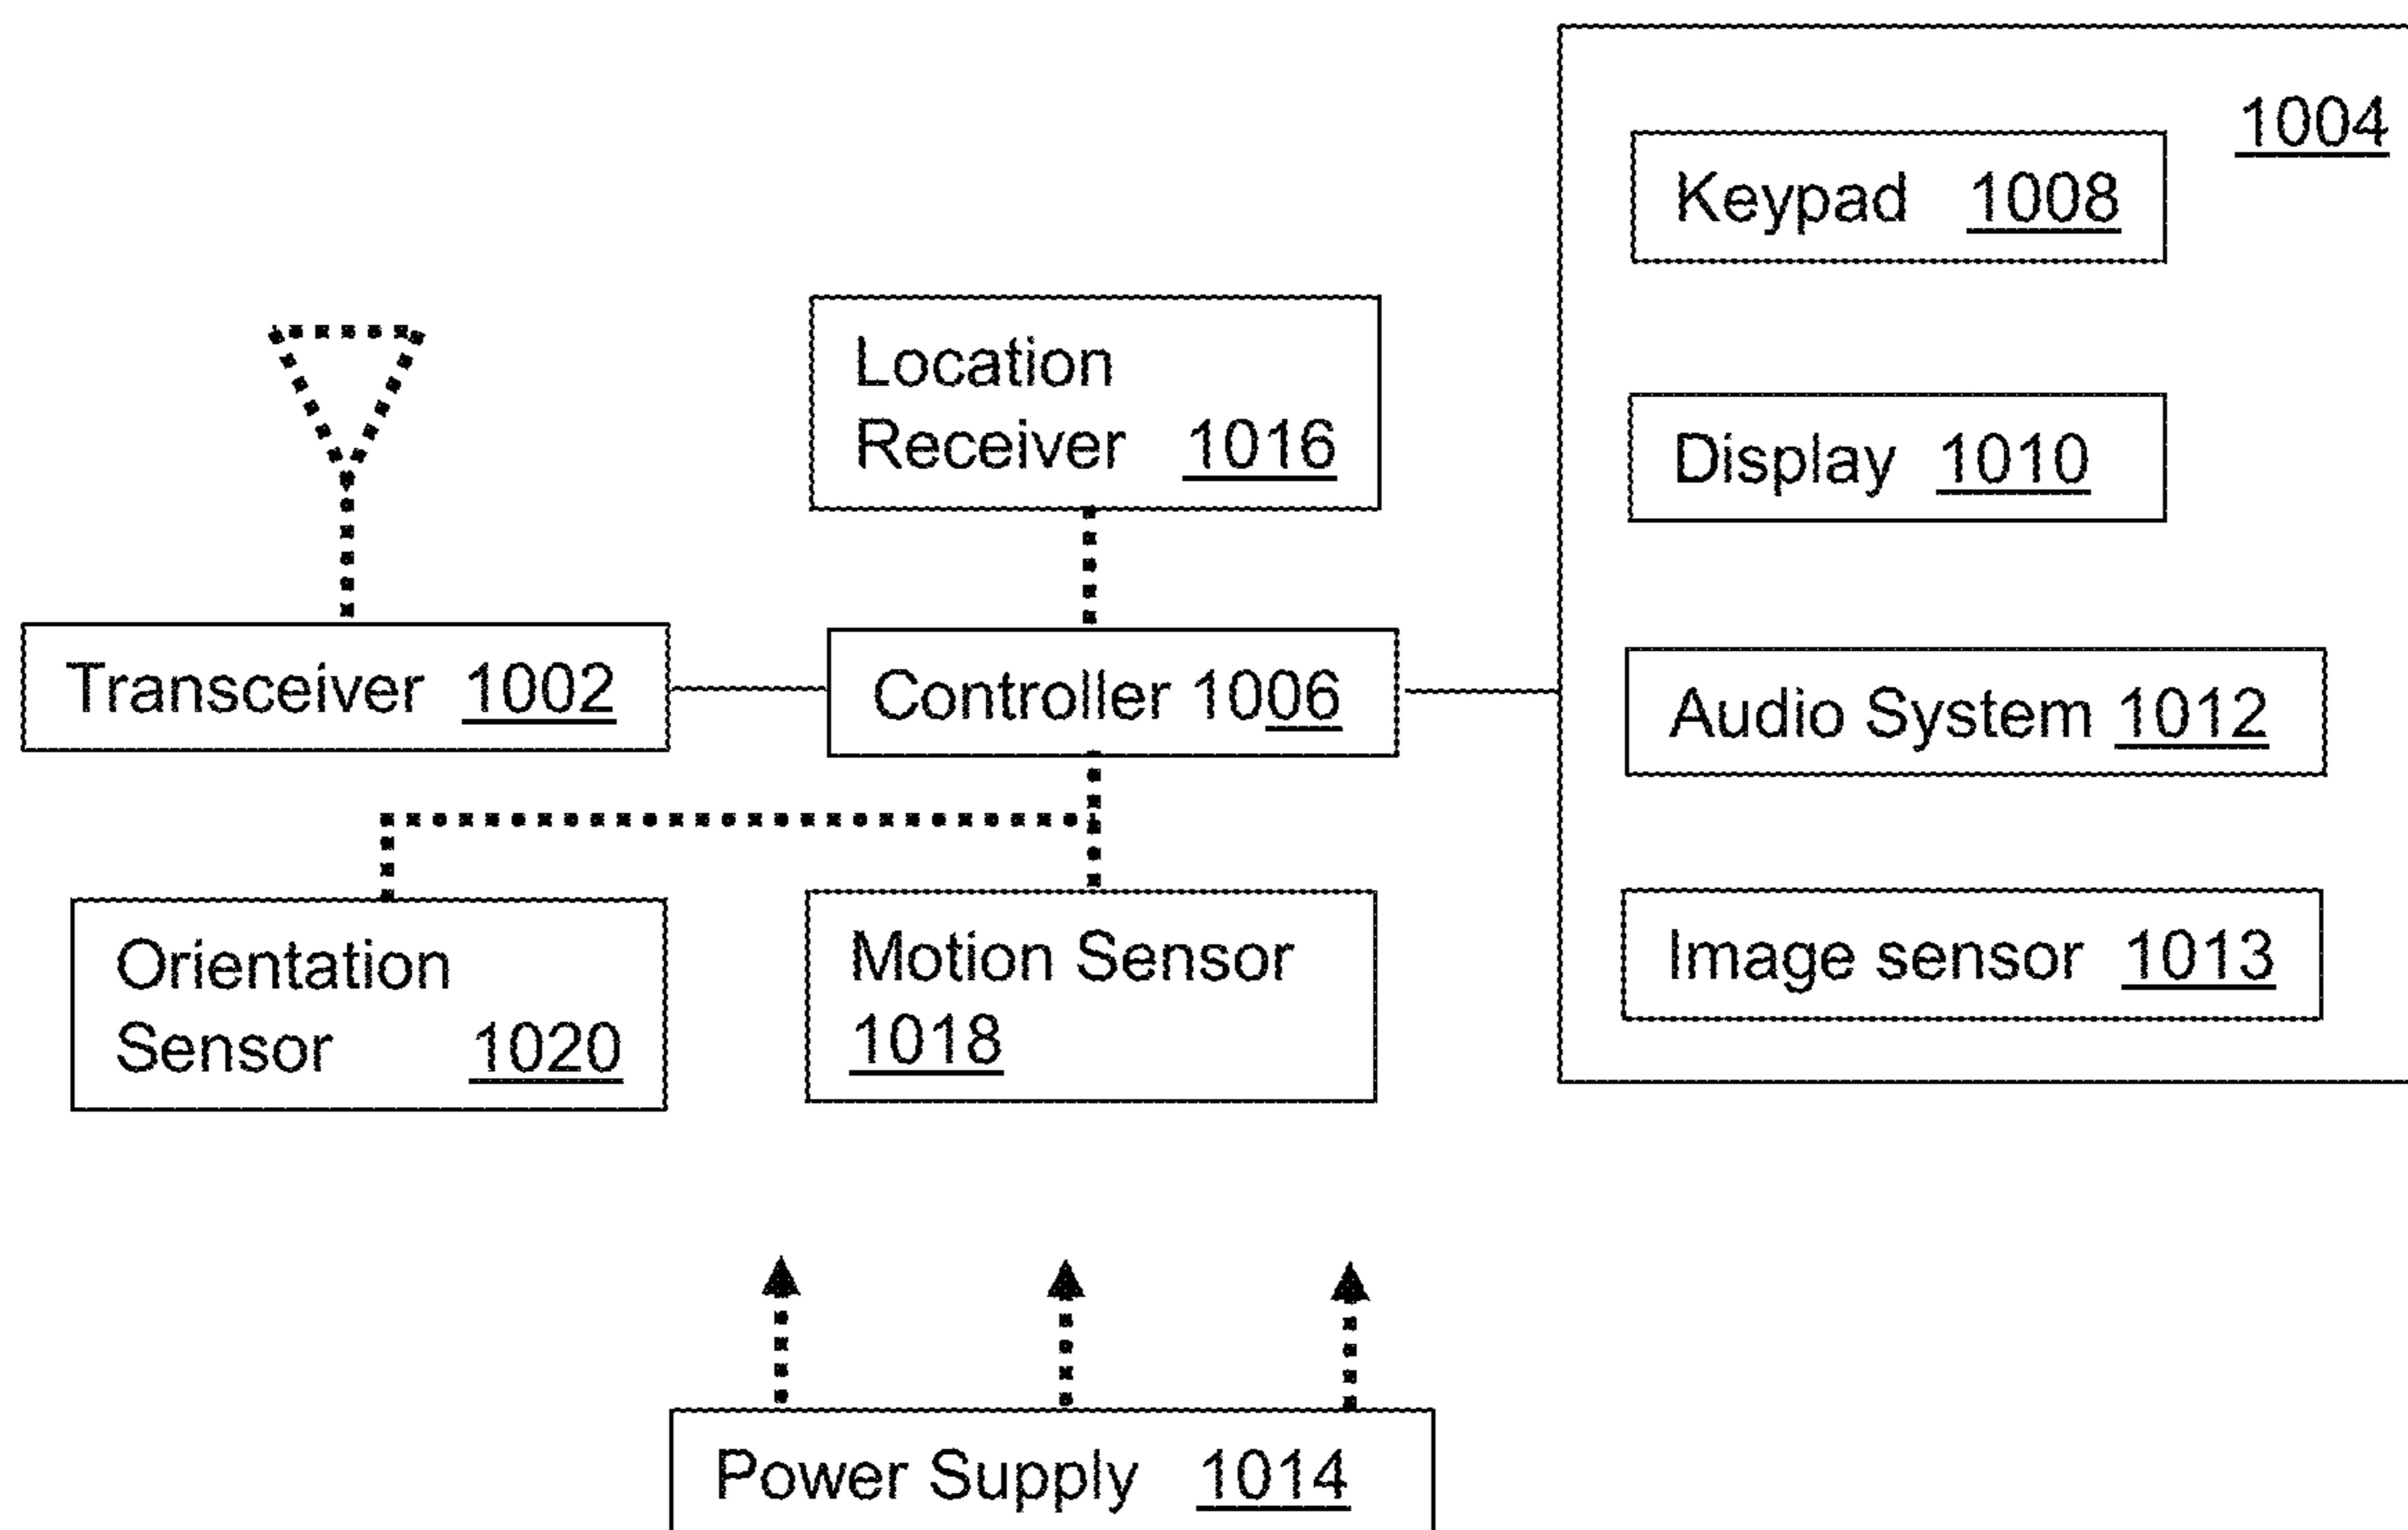 1004
Keypad 1008
Location
Receiver 1016
Display 1010
Transceiver 1002
Controller 1006
Audio System 1012
Orientation
Sensor 1020
Motion Sensor
1018
Image sensor 1013
Power Supply 1014